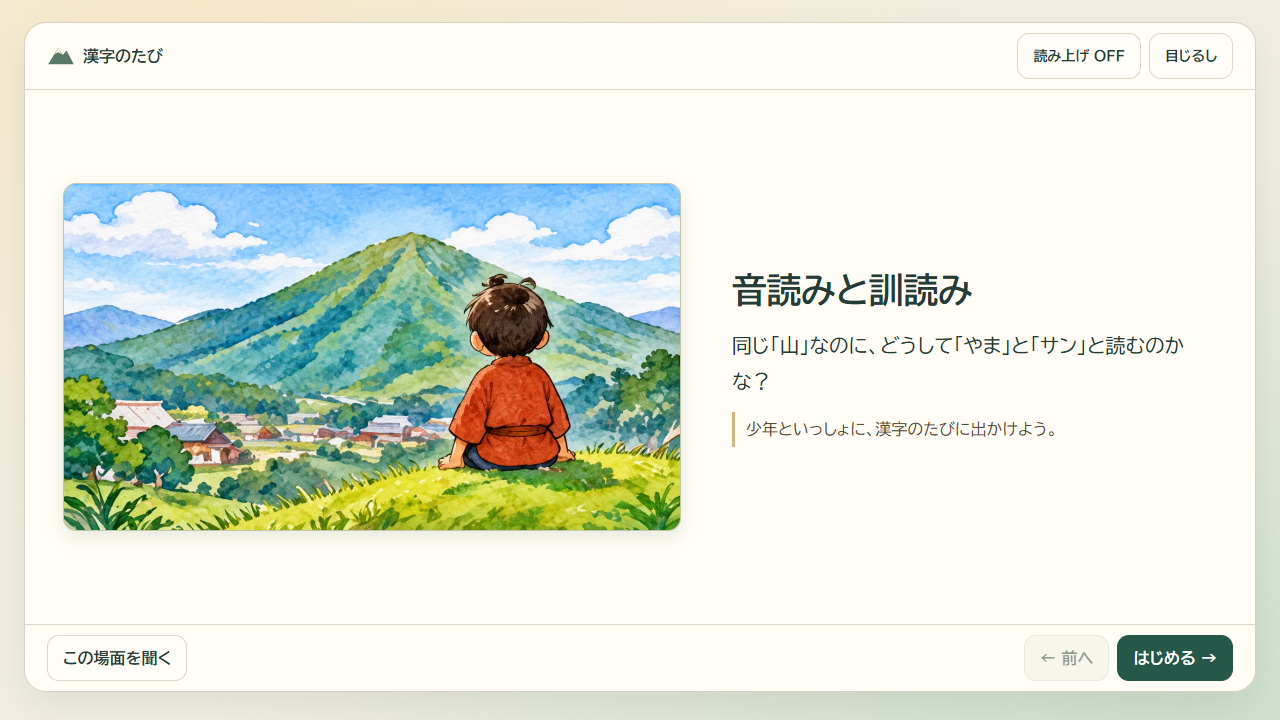 漢字のたび
読み上げ OFF
目じるし
音読みと訓読み
同じ「山」なのに、どうして「やま」と「サン」と読むのか
な？
少年といっしょに、漢字のたびに出かけよう。
この場面を聞く
← 前へ
はじめる →